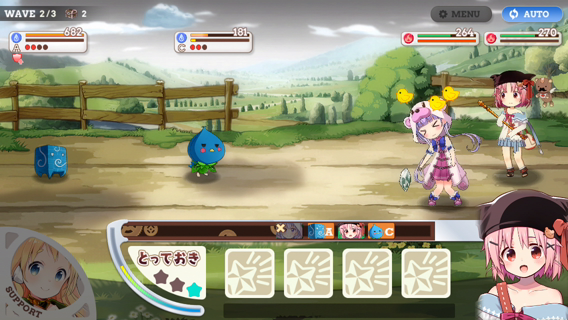 WAVE 2/3 2
MENU
AUTO
682
A
181
C
264
270
A
C
とっておき
SUPPORT